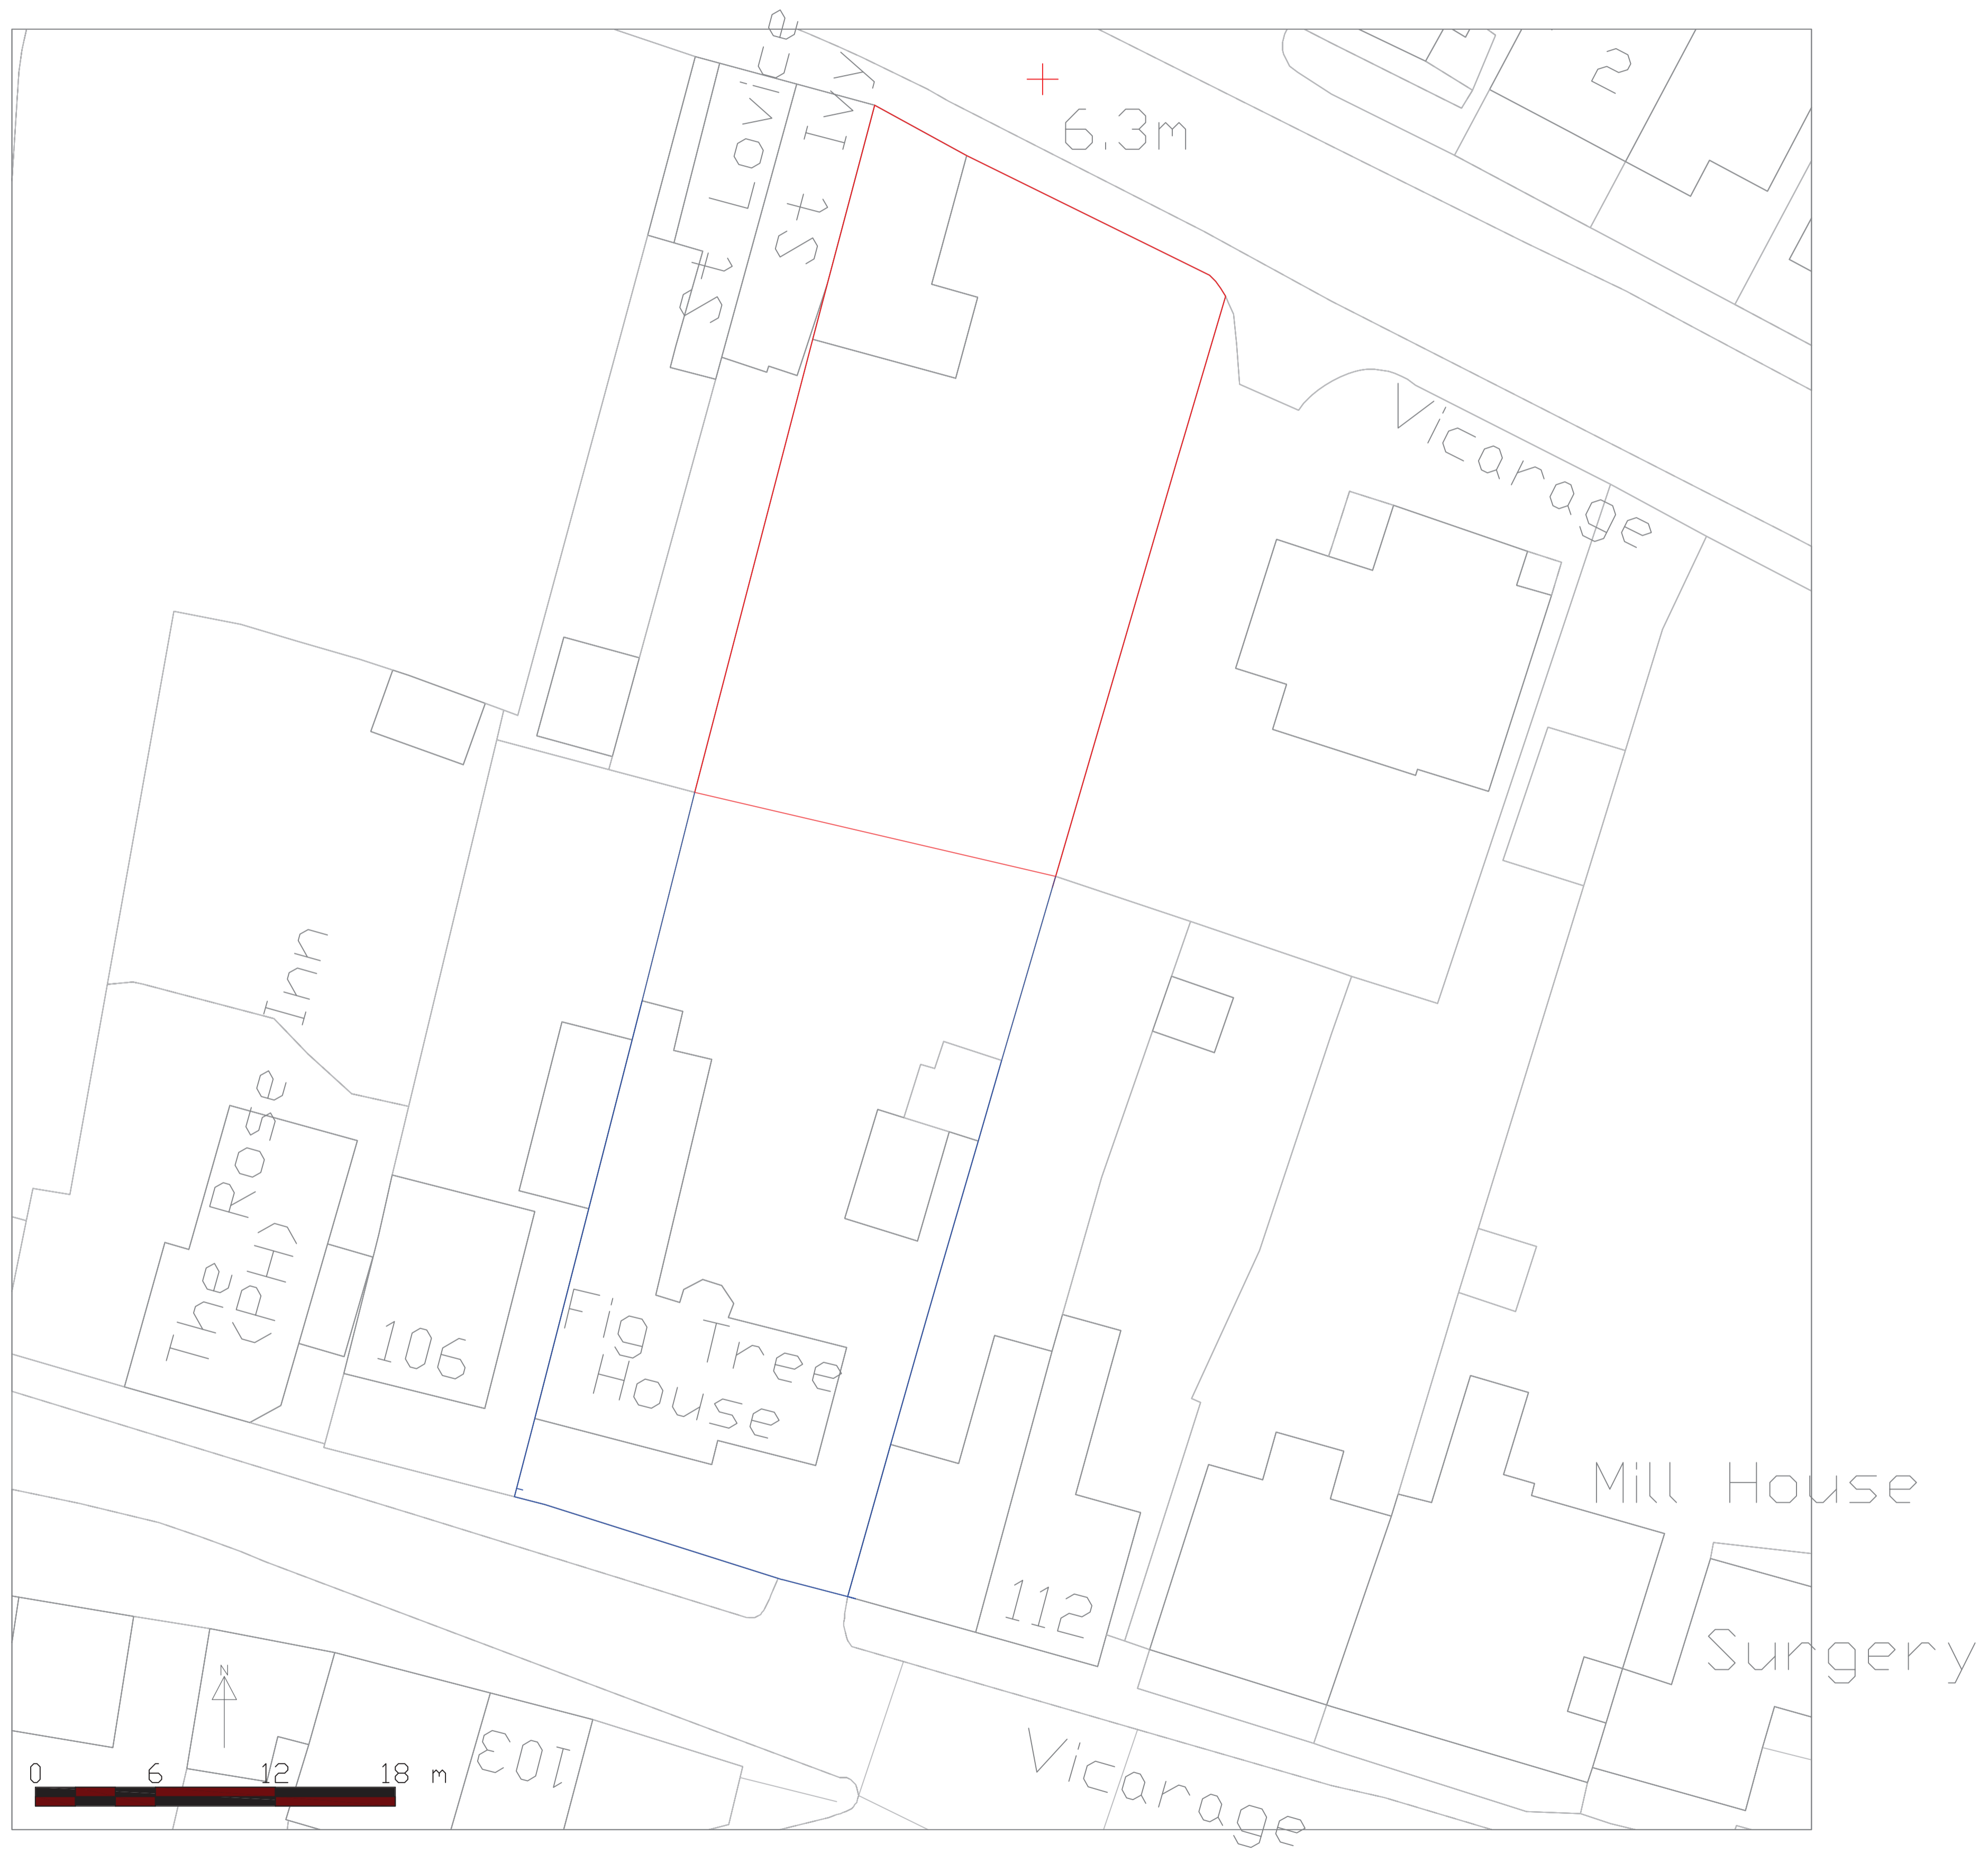 St Lovie
St Ivy
6.3m
2
Vicarage
Inn
The Rose
(PH)
106
Fig Tree
House
112
Mill House
Surgery
Vicarage
103
N
0 6 12 18 m